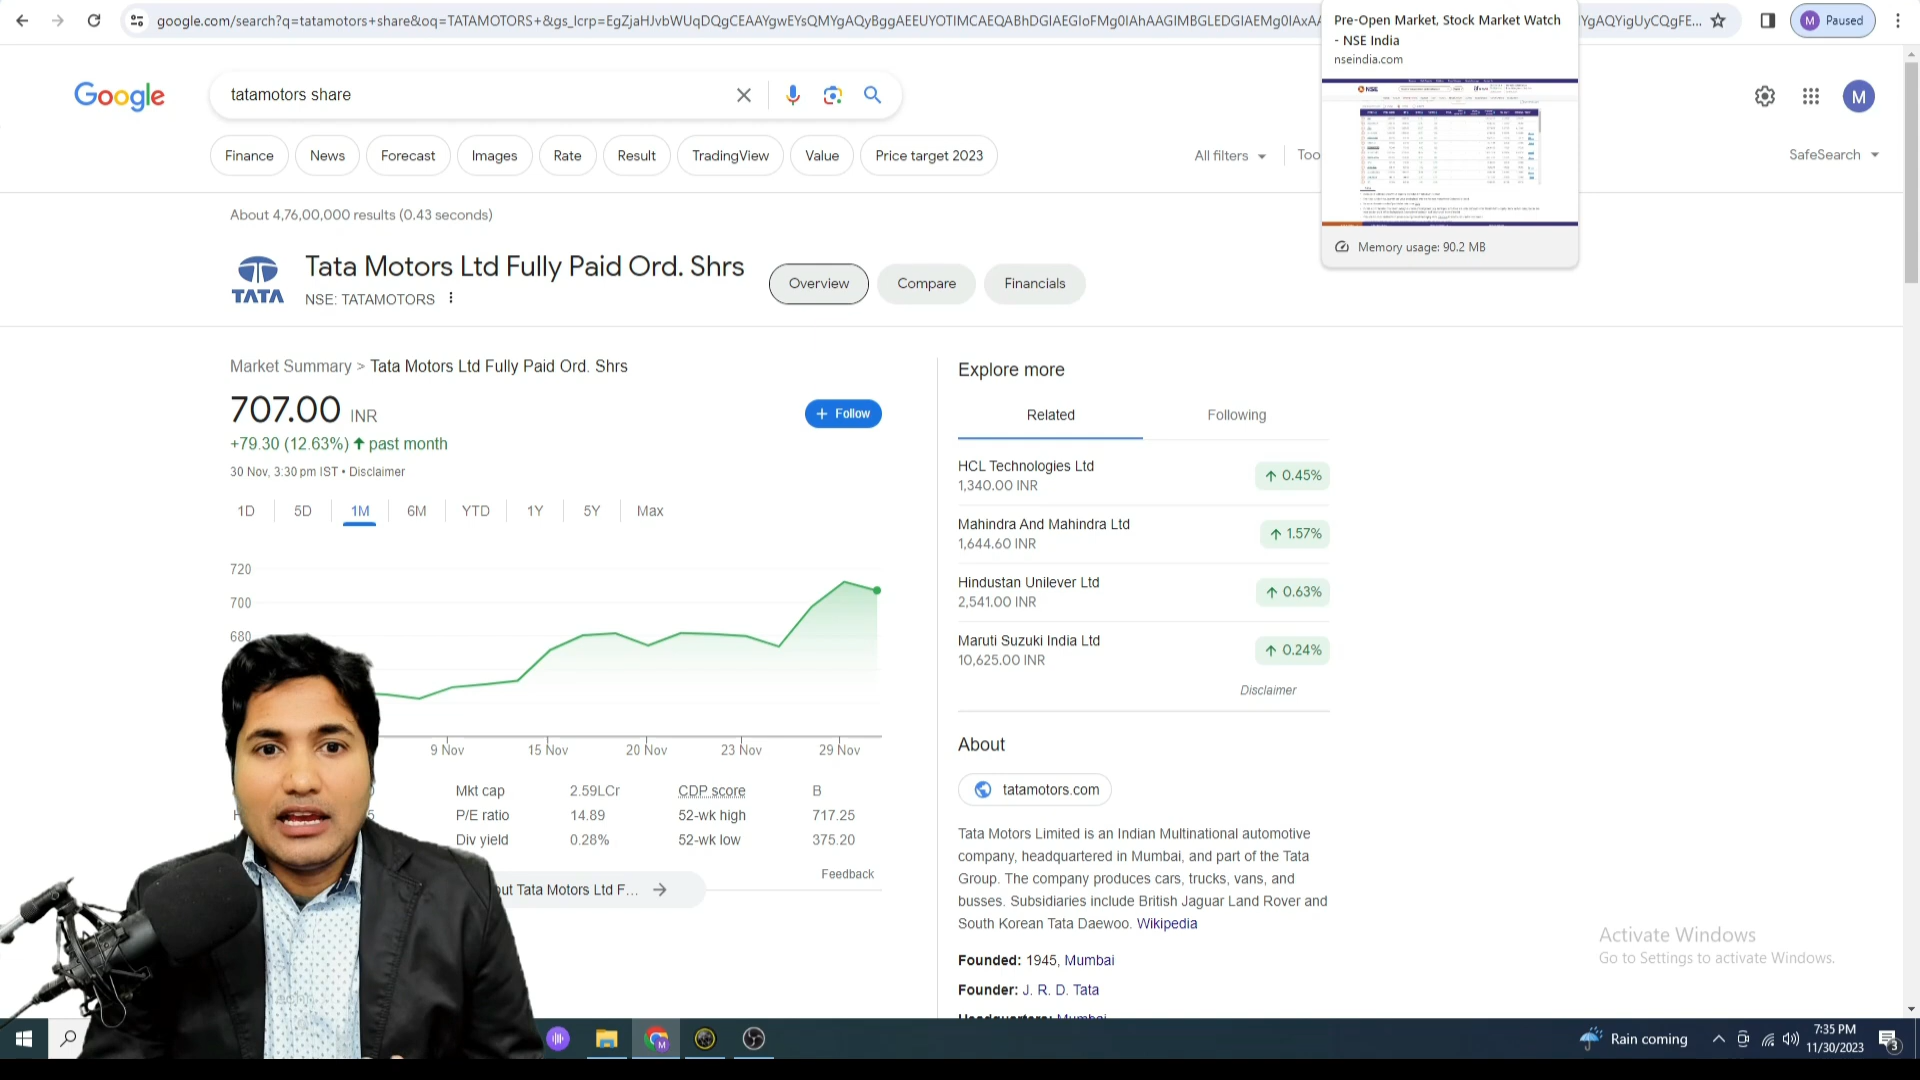 google.com/search?q=tatamotors+share&oq=TATAMOTORS+&gs_lcrp=
Pre-Open Market, Stock Market Watch
- NSE India
nseindia.com
Memory usage: 90.2 MB
M Paused
Google
tatamotors share
M
Finance
News
Forecast
Images
Rate
Result
TradingView
Value
Price target 2023
All filters
Too
SafeSearch
About 4,76,00,000 results (0.43 seconds)
TATA
Tata Motors Ltd Fully Paid Ord. Shrs
NSE: TATAMOTORS
Overview
Compare
Financials
Market Summary > Tata Motors Ltd Fully Paid Ord. Shrs
707.00 INR
+ Follow
+79.30 (12.63%) ↑ past month
30 Nov, 3:30 pm IST • Disclaimer
1D
5D
1M
6M
YTD
1Y
5Y
Max
720
700
680
9 Nov
15 Nov
20 Nov
23 Nov
29 Nov
Mkt cap 2.59LCr CDP score B
P/E ratio 14.89 52-wk high 717.25
Div yield 0.28% 52-wk low 375.20
Feedback
out Tata Motors Ltd F... →
Explore more
Related
Following
HCL Technologies Ltd
1,340.00 INR
↑ 0.45%
Mahindra And Mahindra Ltd
1,644.60 INR
↑ 1.57%
Hindustan Unilever Ltd
2,541.00 INR
↑ 0.63%
Maruti Suzuki India Ltd
10,625.00 INR
↑ 0.24%
Disclaimer
About
tatamotors.com
Tata Motors Limited is an Indian Multinational automotive
company, headquartered in Mumbai, and part of the Tata
Group. The company produces cars, trucks, vans, and
busses. Subsidiaries include British Jaguar Land Rover and
South Korean Tata Daewoo. Wikipedia
Founded: 1945, Mumbai
Founder: J. R. D. Tata
Headquarters: Mumbai
Activate Windows
Go to Settings to activate Windows.
Rain coming
7:35 PM
11/30/2023
3